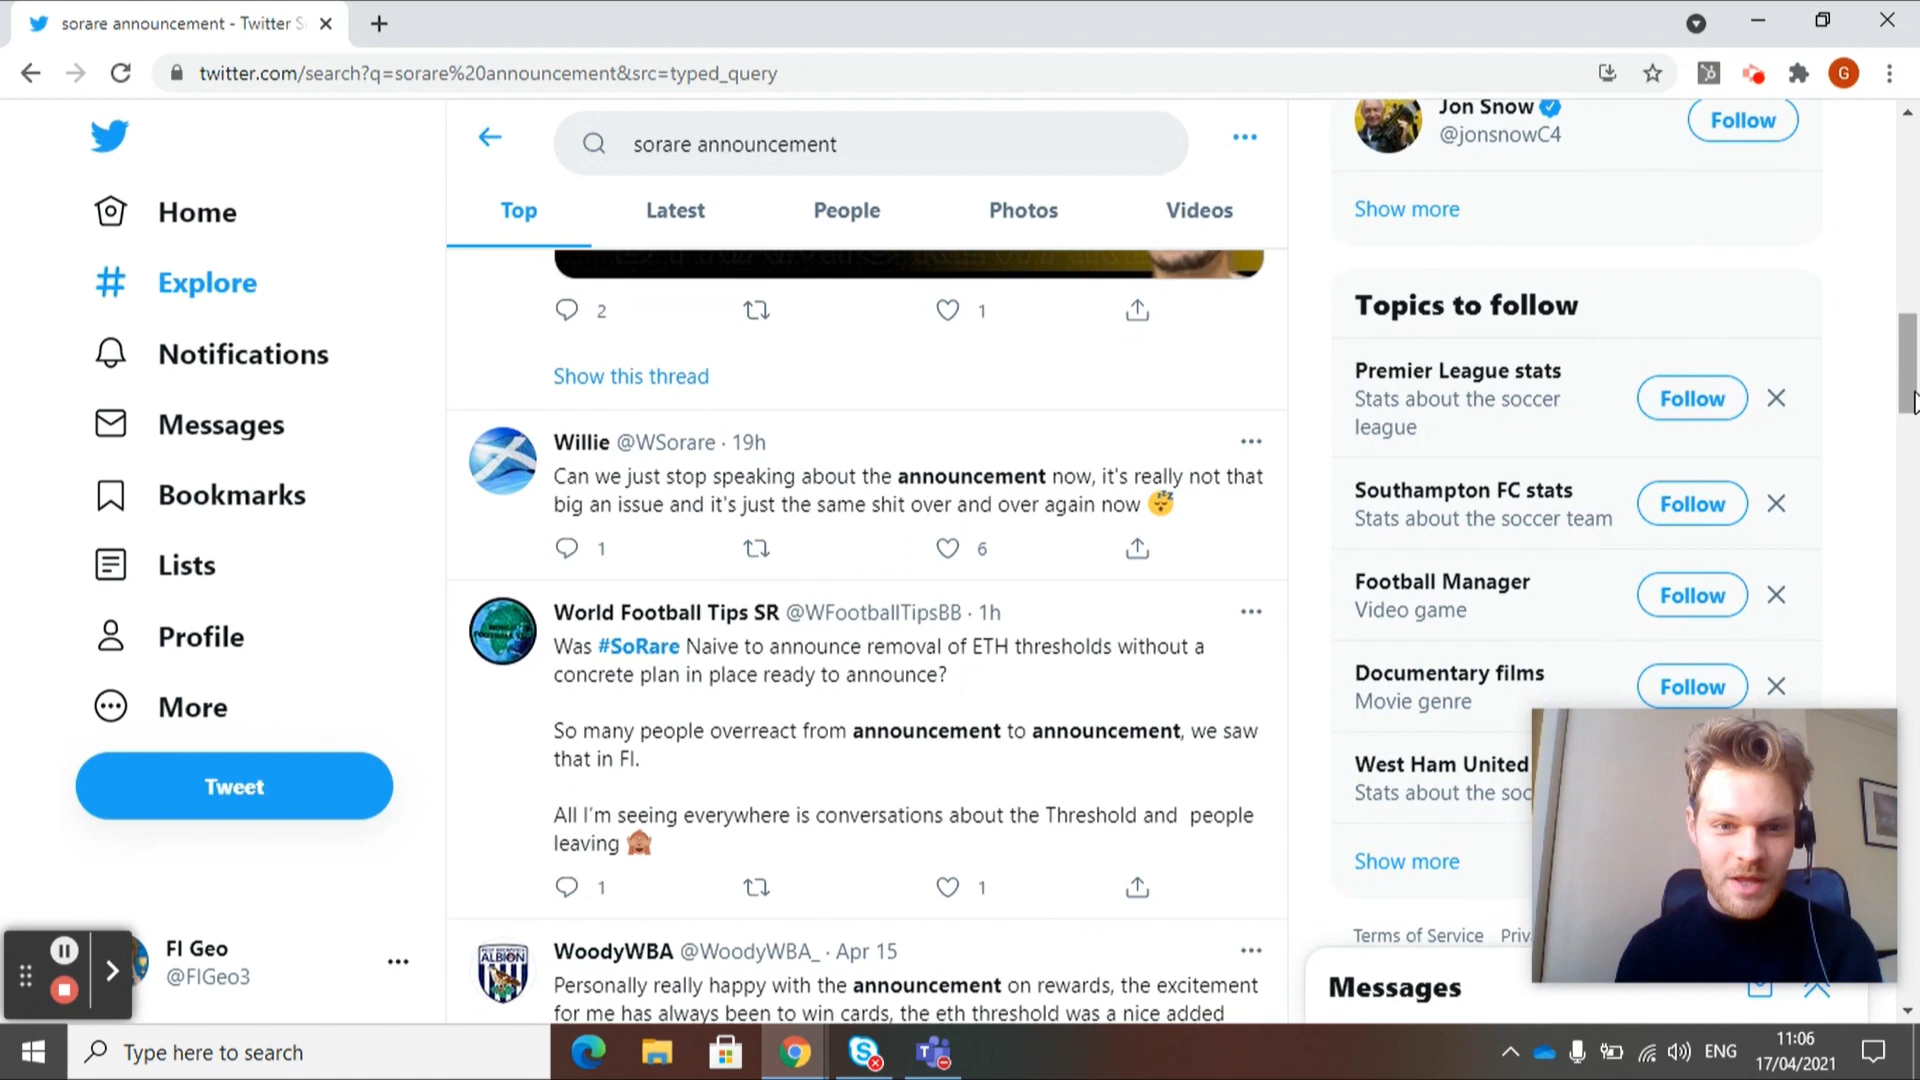 sorare announcement - Twitter S
twitter.com/search?q=sorare%20announcement&src=typed_query
G
sorare announcement
Top
Latest
People
Photos
Videos
Home
Explore
Notifications
Messages
Bookmarks
Lists
Profile
More
Tweet
FI Geo
@FIGeo3
2
1
Show this thread
Willie @WSorare · 19h
Can we just stop speaking about the announcement now, it's really not that
big an issue and it's just the same shit over and over again now
1
6
World Football Tips SR @WFootballTipsBB · 1h
Was #SoRare Naive to announce removal of ETH thresholds without a
concrete plan in place ready to announce?
So many people overreact from announcement to announcement, we saw
that in FI.
All I'm seeing everywhere is conversations about the Threshold and people
leaving
1
1
WoodyWBA @WoodyWBA_ · Apr 15
Personally really happy with the announcement on rewards, the excitement
for me has always been to win cards, the eth threshold was a nice added
Jon Snow
@jonsnowC4
Follow
Show more
Topics to follow
Premier League stats
Stats about the soccer
league
Follow
Southampton FC stats
Stats about the soccer team
Follow
Football Manager
Video game
Follow
Documentary films
Movie genre
Follow
West Ham United
Stats about the soc
Show more
Terms of Service Priv
Messages
Type here to search
ENG
11:06
17/04/2021